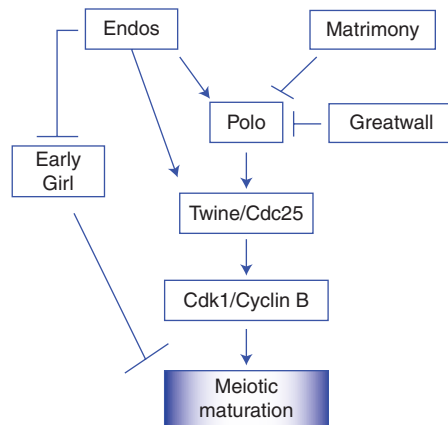 Endos
Matrimony
Polo
Greatwall
Early
Girl
Twine/Cdc25
Cdk1/Cyclin B
Meiotic
maturation